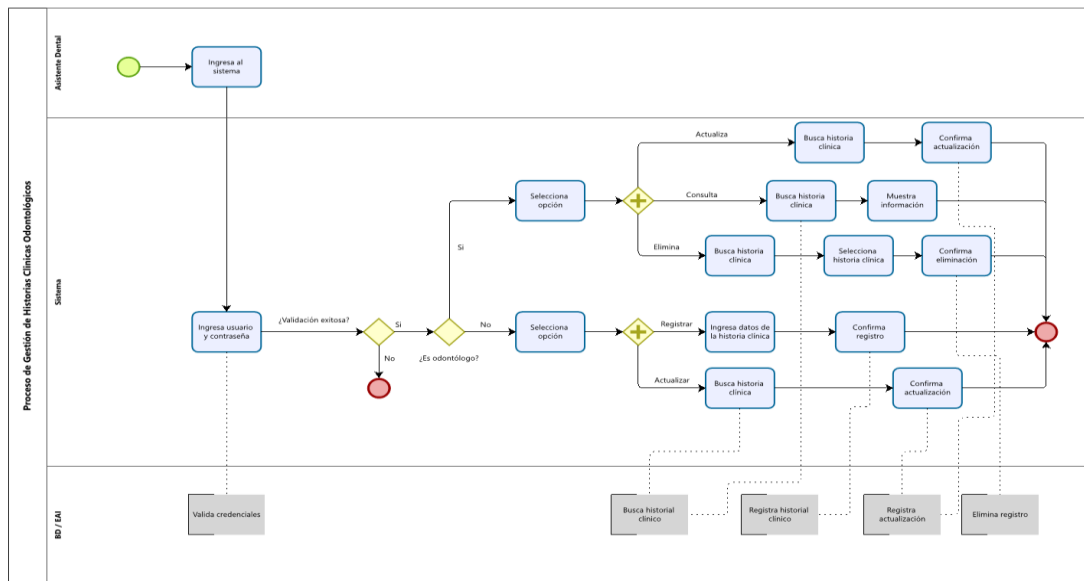 Proceso de Gestión de Historias Clínicas Odontológicos
Asistente Dental
Ingresa al
sistema
Sistema
Actualiza
Busca historia
clínica
Confirma
actualización
Selecciona
opción
Consulta
Busca historia
clínica
Muestra
información
Si
Elimina
Busca historia
clínica
Selecciona
historia clínica
Confirma
eliminación
Ingresa usuario
y contraseña
¿Validación exitosa?
Si
No
¿Es odontólogo?
No
Selecciona
opción
Registrar
Ingresa datos de
la historia clínica
Confirma
registro
Actualizar
Busca historia
clínica
Confirma
actualización
BD / EAI
Valida credenciales
Busca historial
clínico
Registra historial
clínico
Registra
actualización
Elimina registro